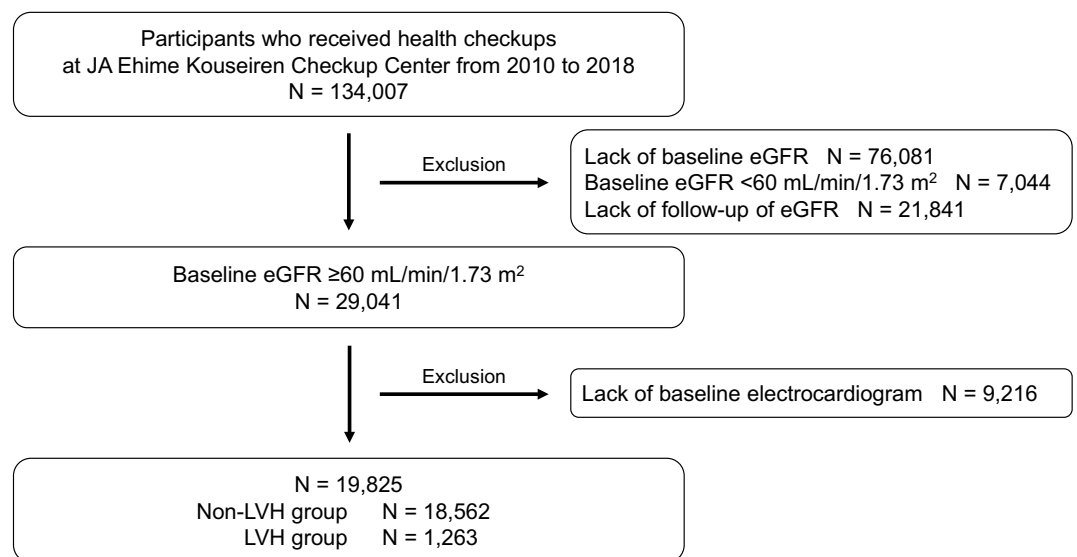 Participants who received health checkups
at JA Ehime Kouseiren Checkup Center from 2010 to 2018
N = 134,007
Exclusion
Lack of baseline eGFR N = 76,081
Baseline eGFR <60 mL/min/1.73 m² N = 7,044
Lack of follow-up of eGFR N = 21,841
Baseline eGFR ≥60 mL/min/1.73 m²
N = 29,041
Exclusion
Lack of baseline electrocardiogram N = 9,216
N = 19,825
Non-LVH group N = 18,562
LVH group N = 1,263